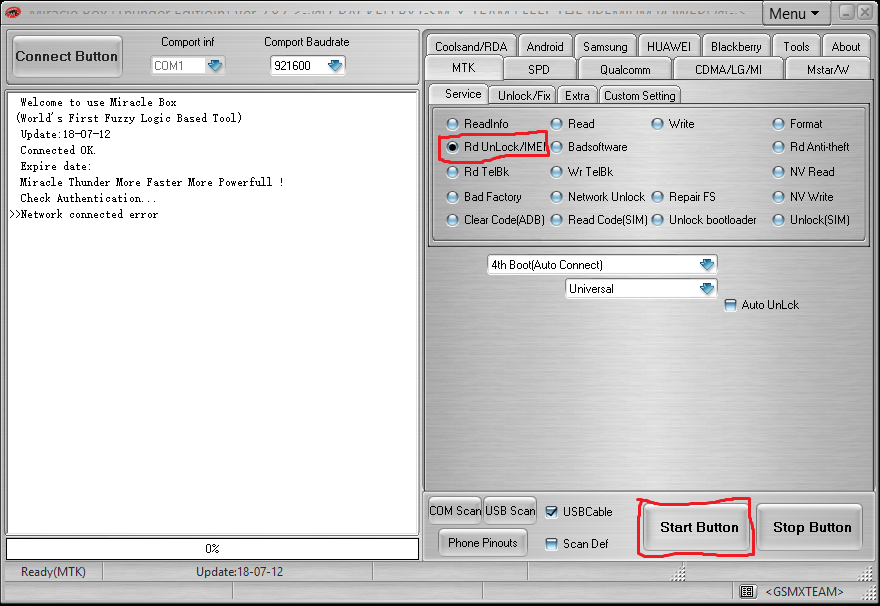 Menu
Connect Button
Comport inf
Comport Baudrate
COM1
921600
Welcome to use Miracle Box
(World's First Fuzzy Logic Based Tool)
Update:18-07-12
Connected OK.
Expire date:
Miracle Thunder More Faster More Powerfull !
Check Authentication...
>>Network connected error
0%
Coolsand/RDA Android Samsung HUAWEI Blackberry Tools About
MTK SPD Qualcomm CDMA/LG/MI Mstar/W
Service Unlock/Fix Extra Custom Setting
ReadInfo Read Write Format
Rd UnLock/IMEI Badsoftware Rd Anti-theft
Rd TelBk Wr TelBk NV Read
Bad Factory Network Unlock Repair FS NV Write
Clear Code(ADB) Read Code(SIM) Unlock bootloader Unlock(SIM)
4th Boot(Auto Connect)
Universal
Auto UnLck
COM Scan USB Scan USBCable
Phone Pinouts Scan Def
Start Button Stop Button
Ready(MTK) Update:18-07-12
<GSMXTEAM>